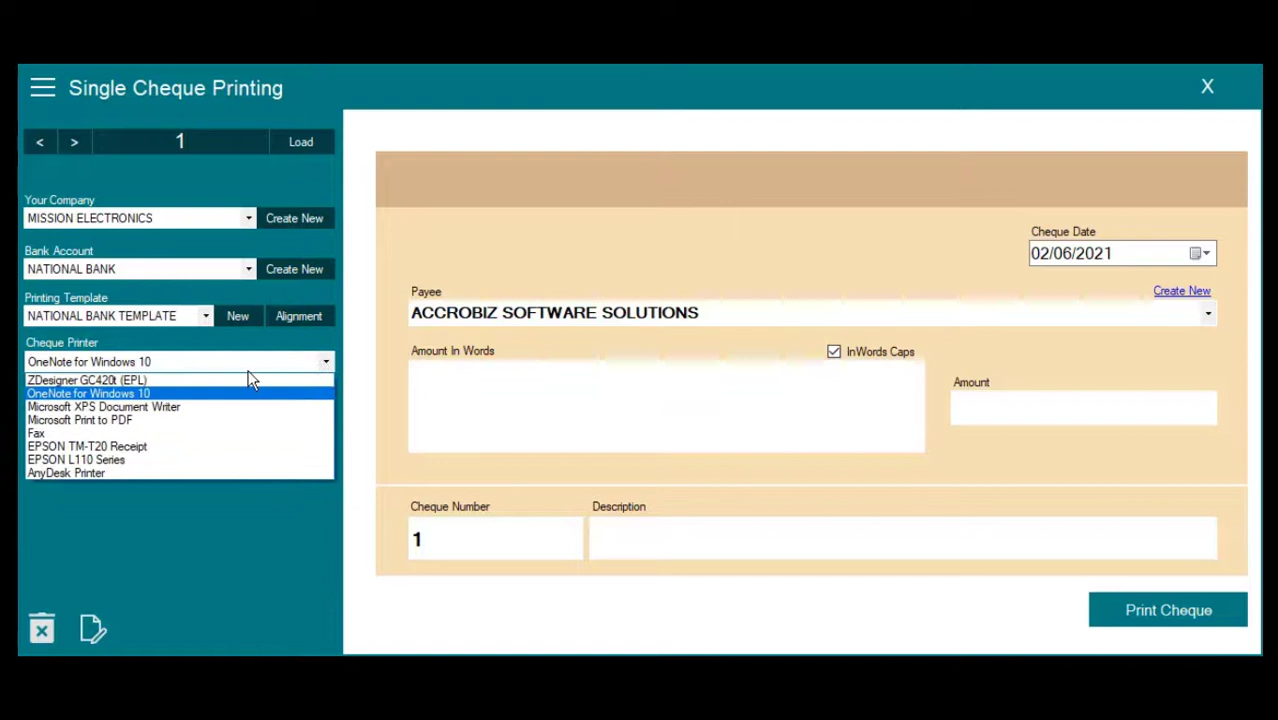 Single Cheque Printing
X
< > 1 Load
Your Company
MISSION ELECTRONICS Create New
Bank Account
NATIONAL BANK Create New
Printing Template
NATIONAL BANK TEMPLATE New Alignment
Cheque Printer
OneNote for Windows 10
ZDesigner GC420t (EPL)
OneNote for Windows 10
Microsoft XPS Document Writer
Microsoft Print to PDF
Fax
EPSON TM-T20 Receipt
EPSON L110 Series
AnyDesk Printer
Cheque Date
02/06/2021
Payee Create New
ACCROBIZ SOFTWARE SOLUTIONS
Amount In Words InWords Caps
Amount
Cheque Number Description
1
Print Cheque